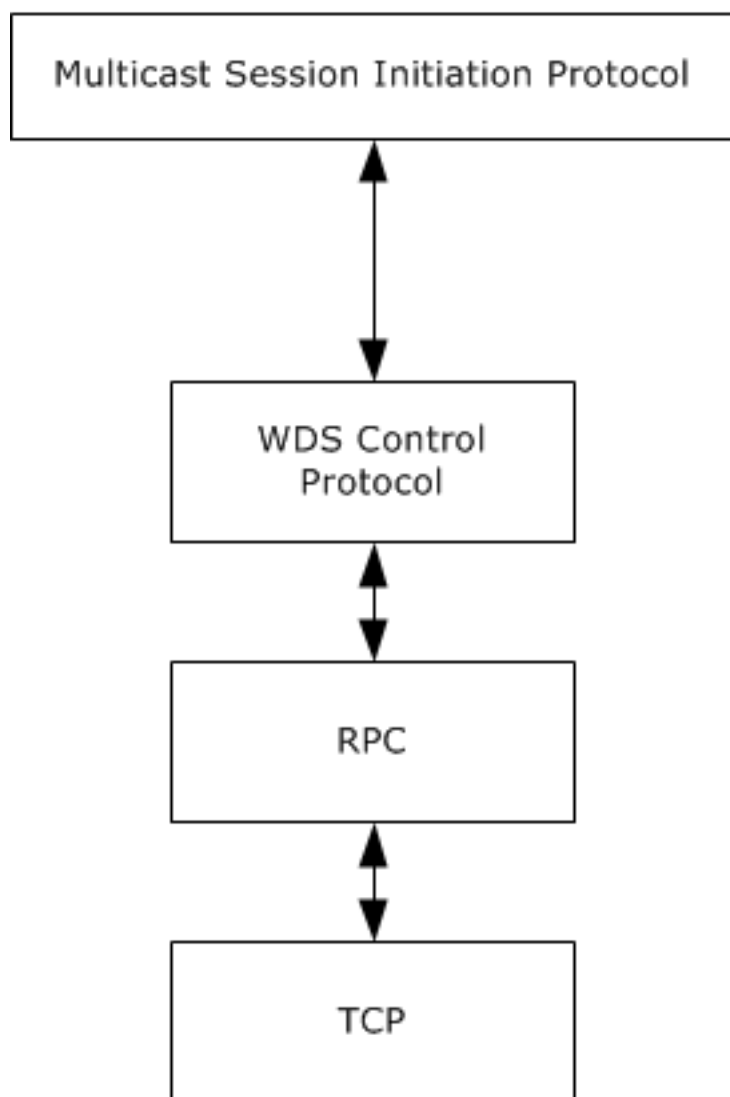 Multicast Session Initiation Protocol
WDS Control
Protocol
RPC
TCP